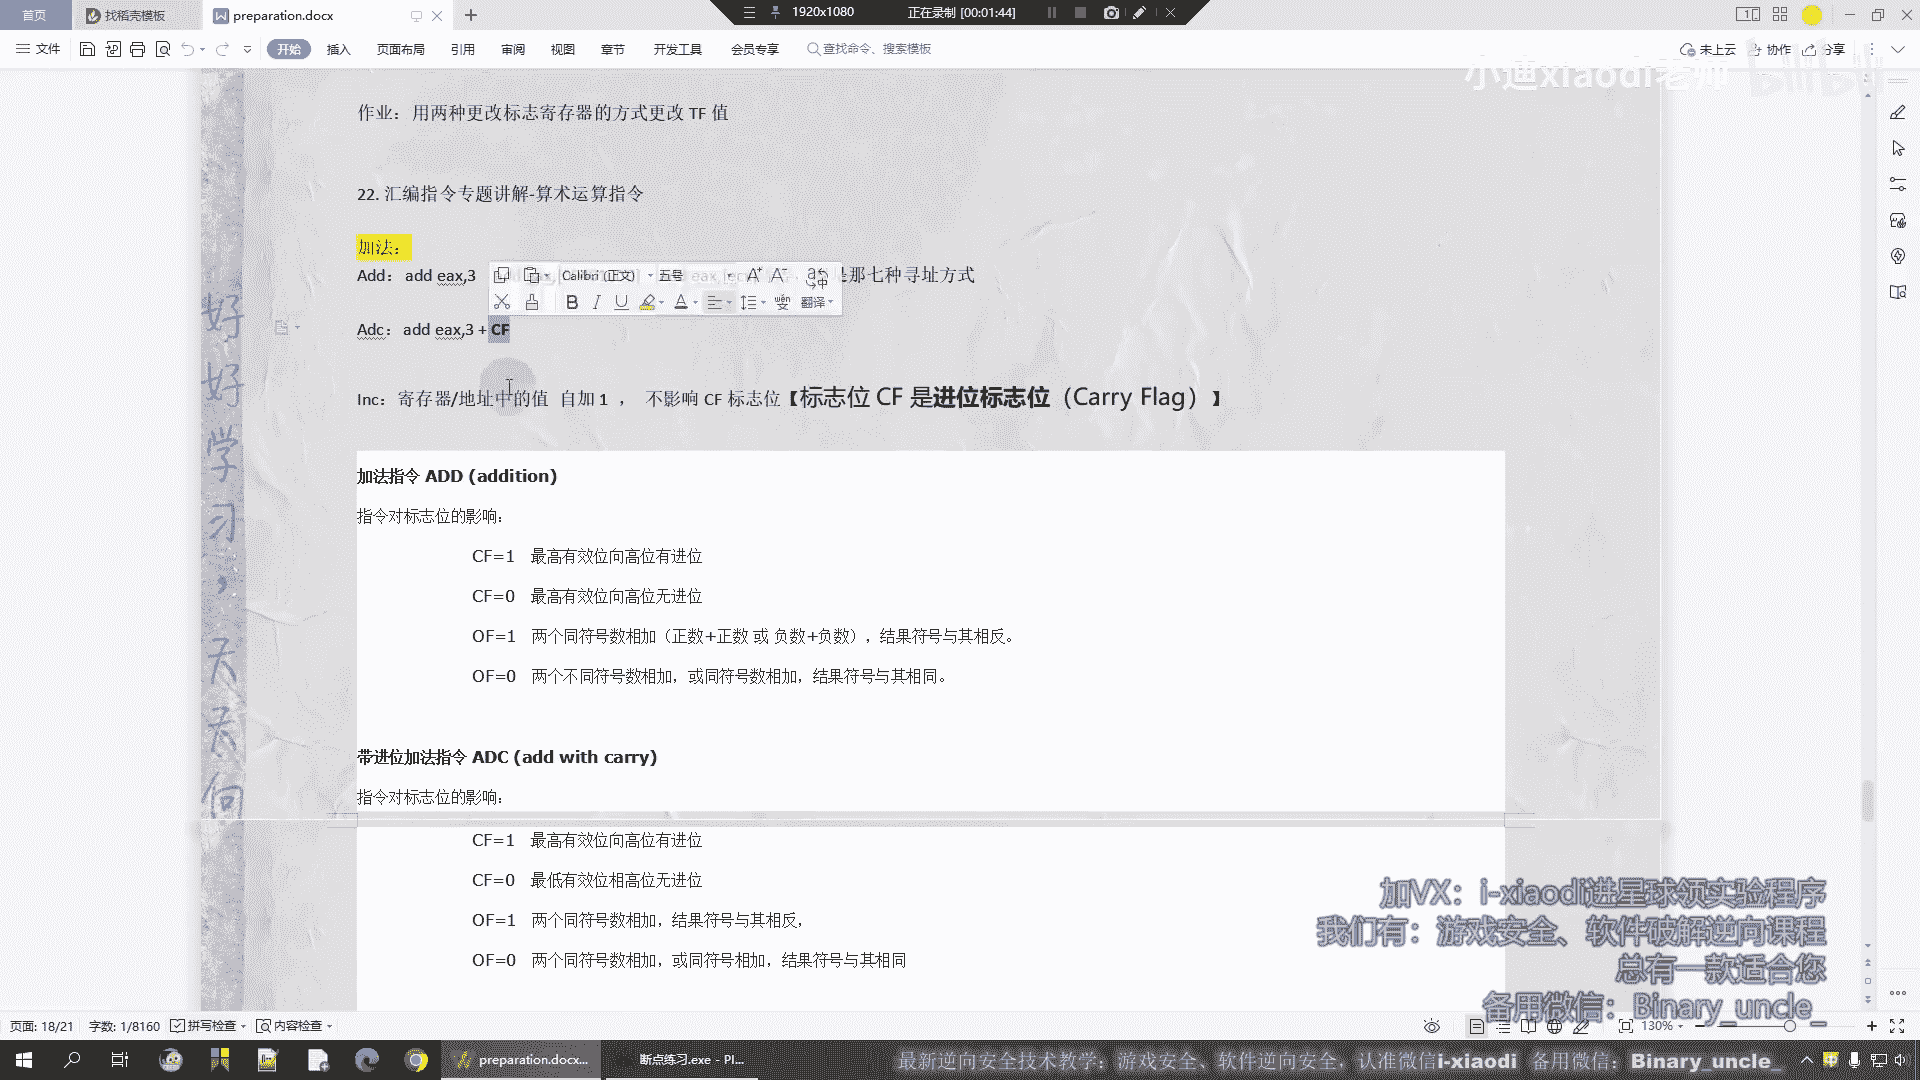 首页
找稻壳模板
preparation.docx
1920x1080
正在录制 [00:01:44]
文件
开始
插入
页面布局
引用
审阅
视图
章节
开发工具
会员专享
查找命令、搜索模板
未上云
协作
分享
小迪xiaodi老师
作业：用两种更改标志寄存器的方式更改 TF 值
22. 汇编指令专题讲解-算术运算指令
加法：
Add：add eax,3
是那七种寻址方式
Calibri (正文)
五号
翻译
Adc：add eax,3 + CF
Inc：寄存器/地址中的值 自加 1 ， 不影响 CF 标志位【标志位 CF 是进位标志位（Carry Flag）】
加法指令 ADD (addition)
指令对标志位的影响：
CF=1 最高有效位向高位有进位
CF=0 最高有效位向高位无进位
OF=1 两个同符号数相加（正数+正数 或 负数+负数），结果符号与其相反。
OF=0 两个不同符号数相加，或同符号数相加，结果符号与其相同。
带进位加法指令 ADC (add with carry)
指令对标志位的影响：
CF=1 最高有效位向高位有进位
CF=0 最低有效位相高位无进位
OF=1 两个同符号数相加，结果符号与其相反，
OF=0 两个同符号数相加，或同符号相加，结果符号与其相同
好好学习，天天向
加VX：i-xiaodi进星球领实验程序
我们有：游戏安全、软件破解逆向课程
总有一款适合您
备用微信：Binary_uncle_
页面: 18/21
字数: 1/8160
拼写检查
内容检查
130%
preparation.docx...
断点练习.exe - PI...
最新逆向安全技术教学：游戏安全、软件逆向安全，认准微信i-xiaodi 备用微信：Binary_uncle_